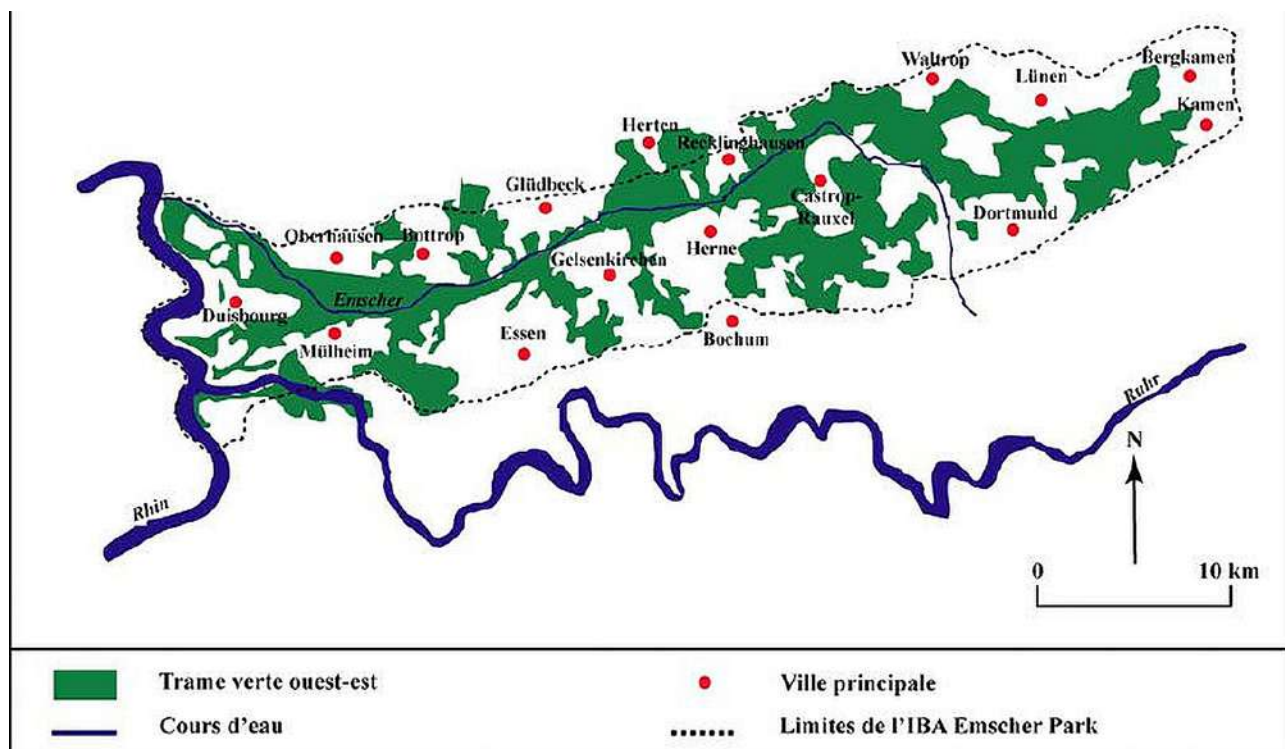 Waltrop
Bergkamen
Lünen
Kamen
Herten
Recklinghausen
Glüdbeck
Castrop-
Rauxel
Dortmund
Oberhausen
Bottrop
Herne
Gelsenkirchen
Emscher
Duisbourg
Mülheim
Essen
Bochum
Ruhr
N
Rhin
0 10 km
Trame verte ouest-est
Ville principale
Cours d'eau
Limites de l'IBA Emscher Park